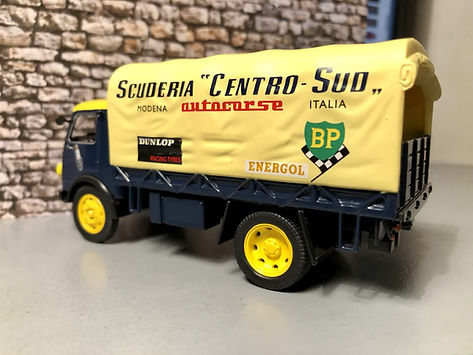 SCUDERIA "CENTRO-SUD"
MODENA autocorse ITALIA
DUNLOP
RACING TYRES
BP
ENERGOL